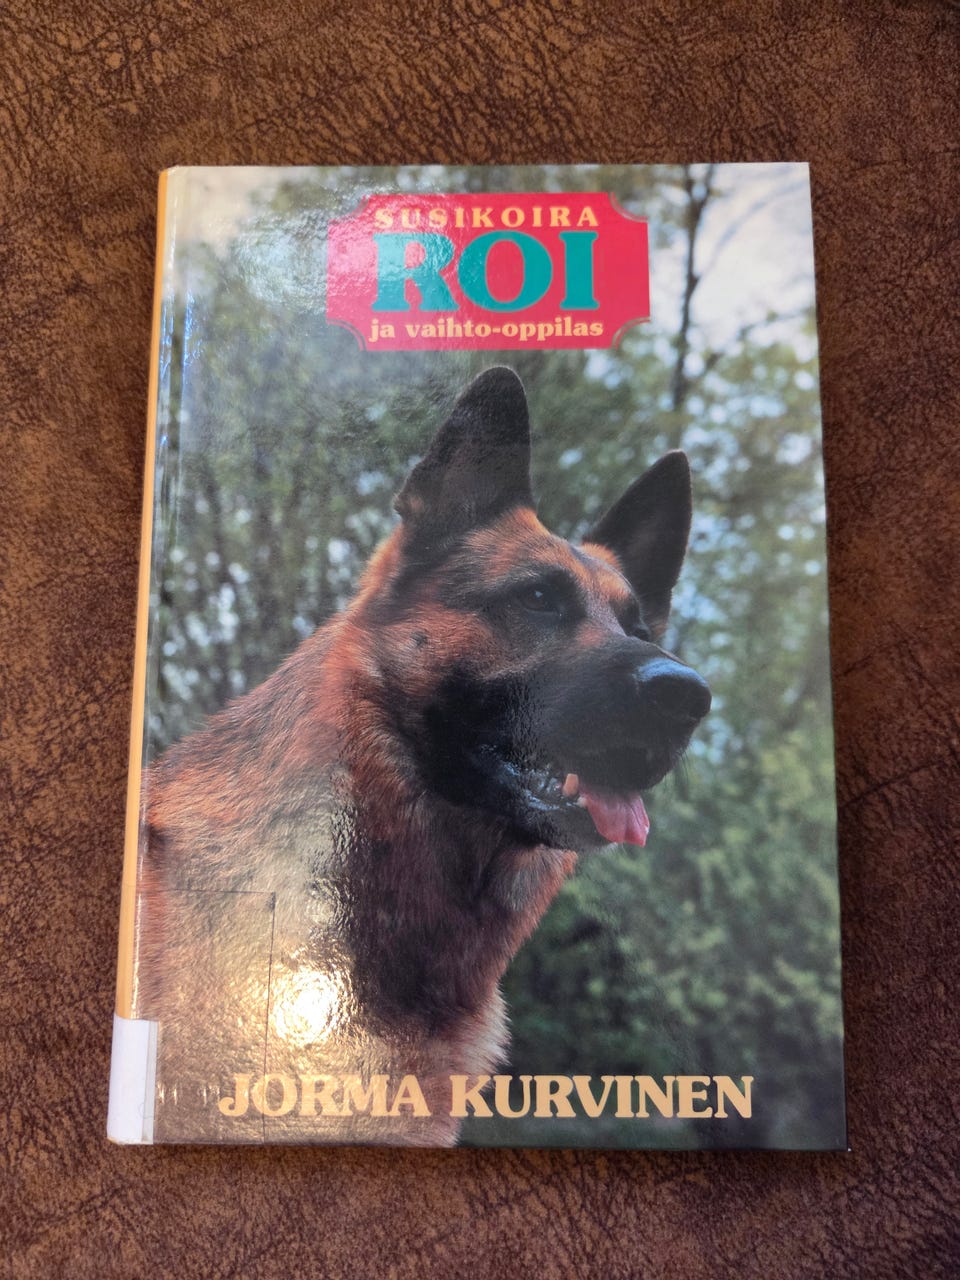 SUSIKOIRA
ROI
ja vaihto-oppilas
JORMA KURVINEN